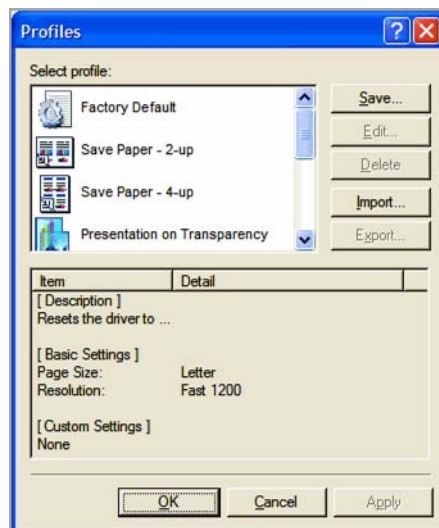 Profiles
Select profile:
Factory Default
Save Paper - 2-up
Save Paper - 4-up
Presentation on Transparency
Save...
Edit...
Delete
Import...
Export...
Item Detail
[ Description ]
Resets the driver to ...
[ Basic Settings ]
Page Size: Letter
Resolution: Fast 1200
[ Custom Settings ]
None
OK Cancel Apply